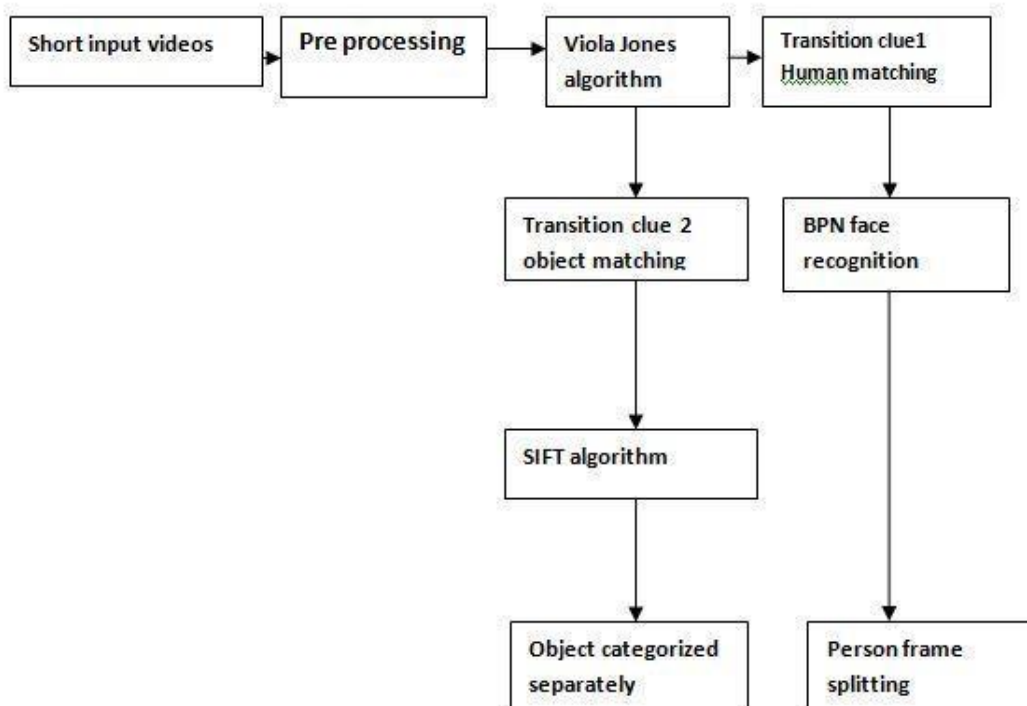 Short input videos
Pre processing
Viola Jones
algorithm
Transition clue1
Human matching
Transition clue 2
object matching
BPN face
recognition
SIFT algorithm
Object categorized
separately
Person frame
splitting